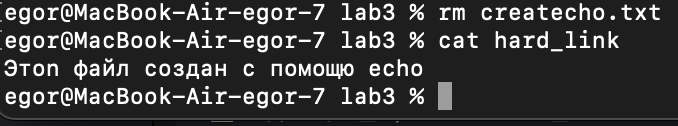 egor@MacBook-Air-egor-7 lab3 % rm createcho.txt
egor@MacBook-Air-egor-7 lab3 % cat hard_link
Этоп файл создан с помощю echo
egor@MacBook-Air-egor-7 lab3 %